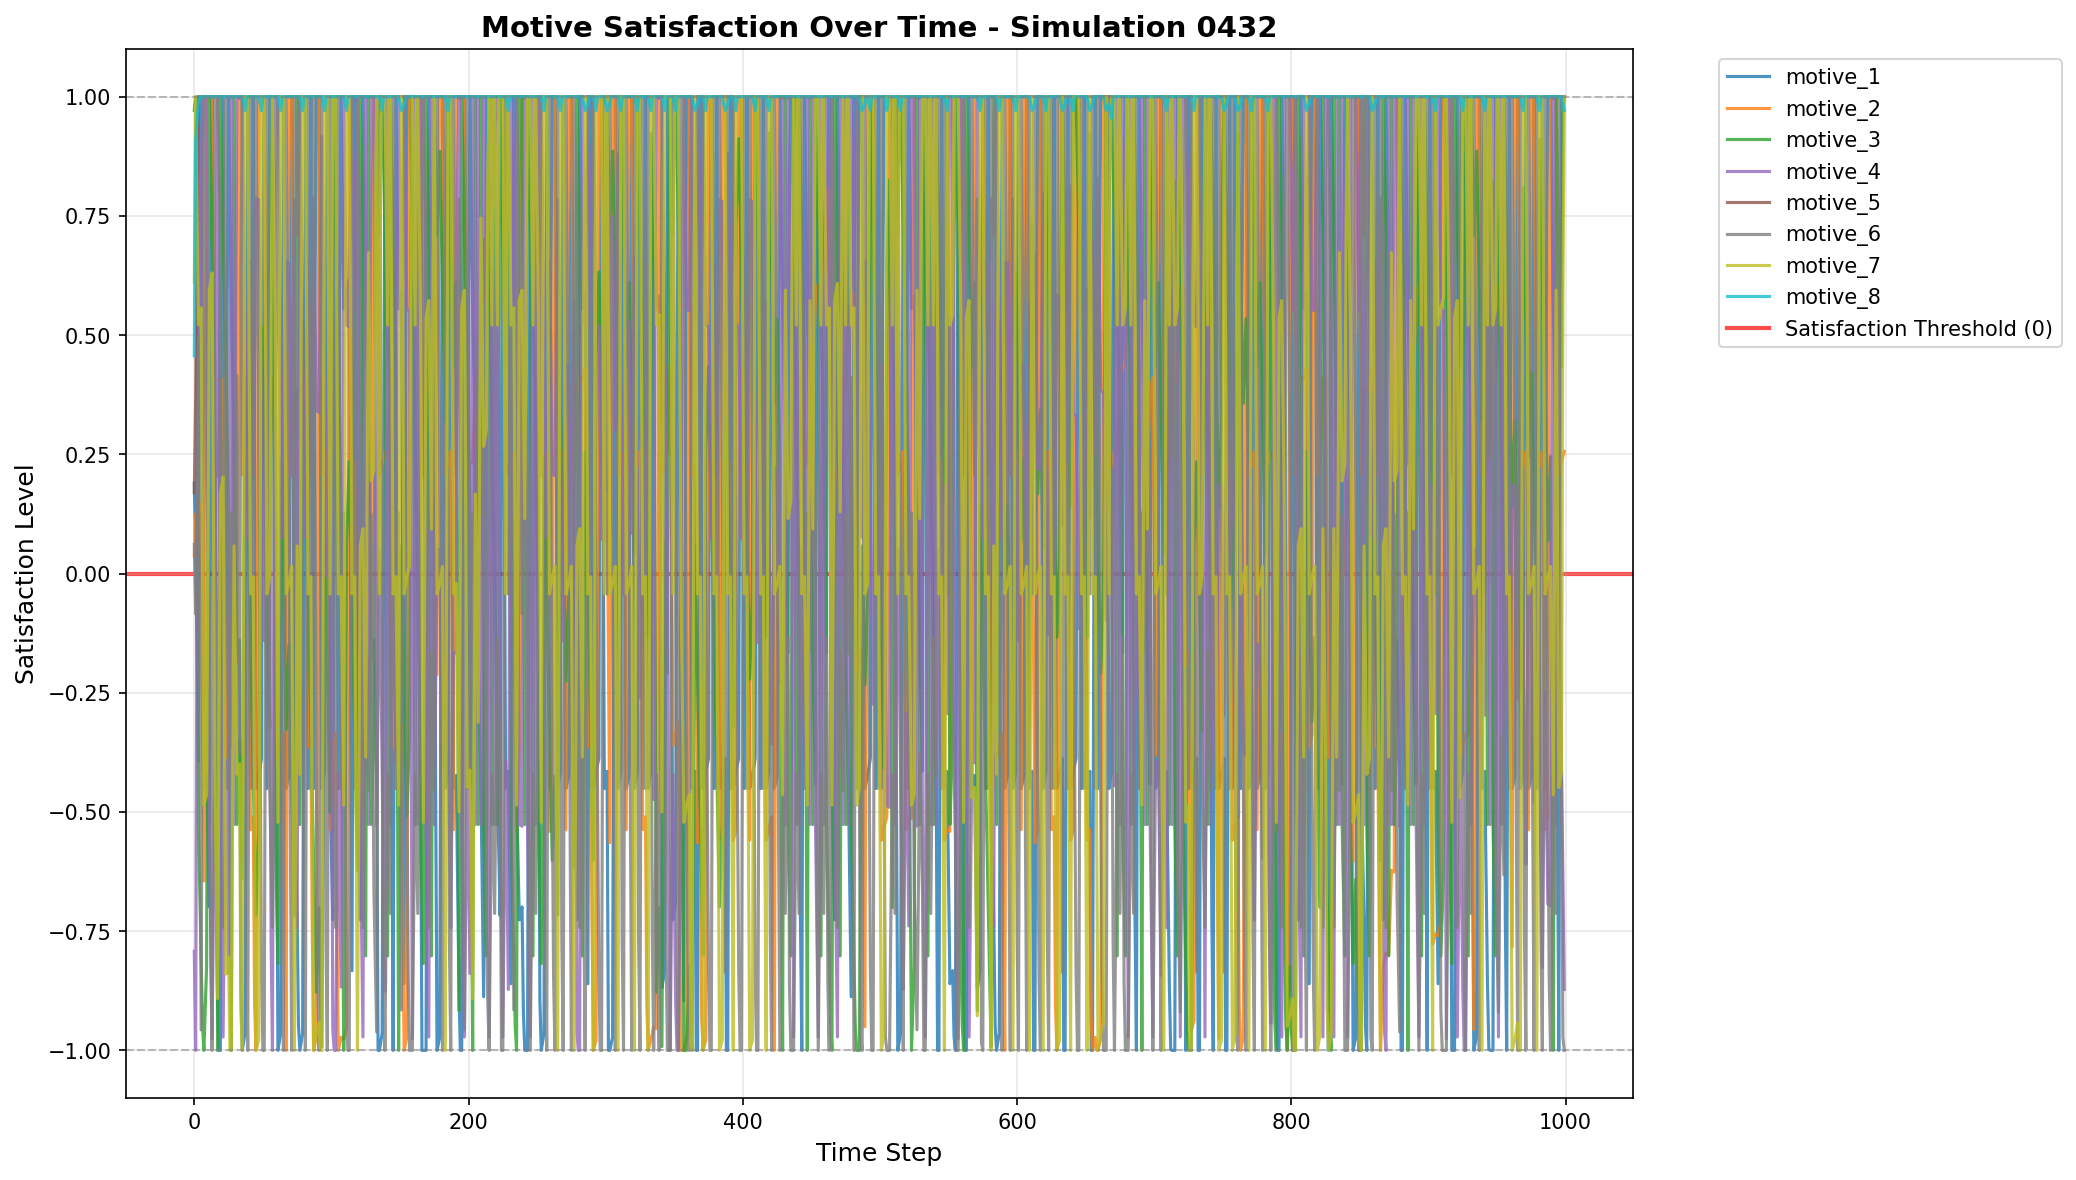 Motive Satisfaction Over Time - Simulation 0432
1.00
0.75
0.50
0.25
0.00
−0.25
−0.50
−0.75
−1.00
Satisfaction Level
0 200 400 600 800 1000
Time Step
motive_1
motive_2
motive_3
motive_4
motive_5
motive_6
motive_7
motive_8
Satisfaction Threshold (0)